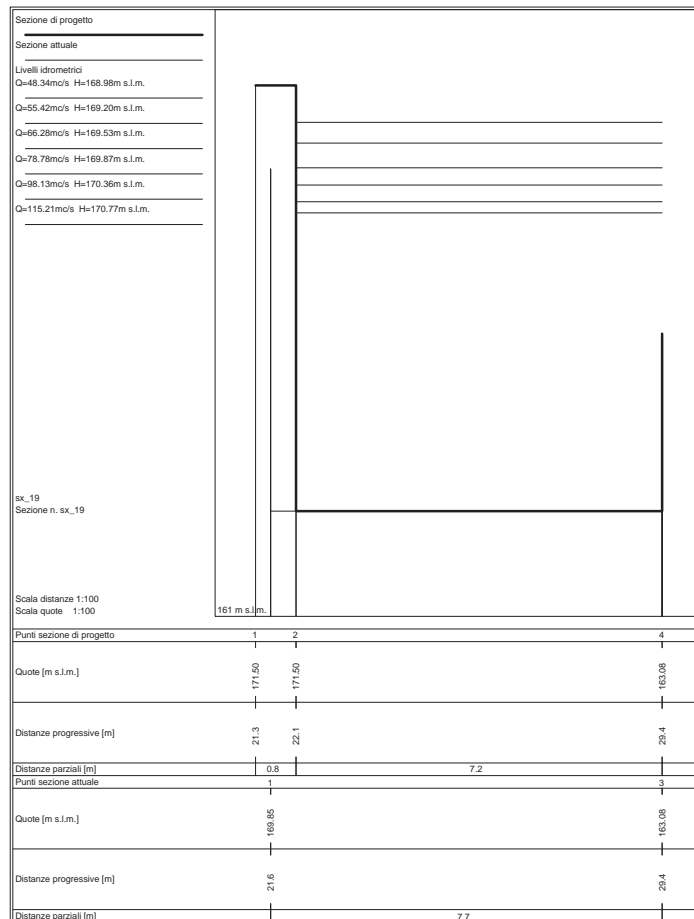 Sezione di progetto
Sezione attuale
Livelli idrometrici
Q=48.34mc/s H=168.98m s.l.m.
Q=55.42mc/s H=169.20m s.l.m.
Q=66.28mc/s H=169.53m s.l.m.
Q=78.78mc/s H=169.87m s.l.m.
Q=98.13mc/s H=170.36m s.l.m.
Q=115.21mc/s H=170.77m s.l.m.
sx_19
Sezione n. sx_19
Scala distanze 1:100
Scala quote 1:100
161 m s.l.m.
Punti sezione di progetto 1 2 4
Quote [m s.l.m.] 171.50 171.50 163.08
Distanze progressive [m] 21.3 22.1 29.4
Distanze parziali [m] 0.8 7.2
Punti sezione attuale 1 3
Quote [m s.l.m.] 169.85 163.08
Distanze progressive [m] 21.6 29.4
Distanze parziali [m] 7.7